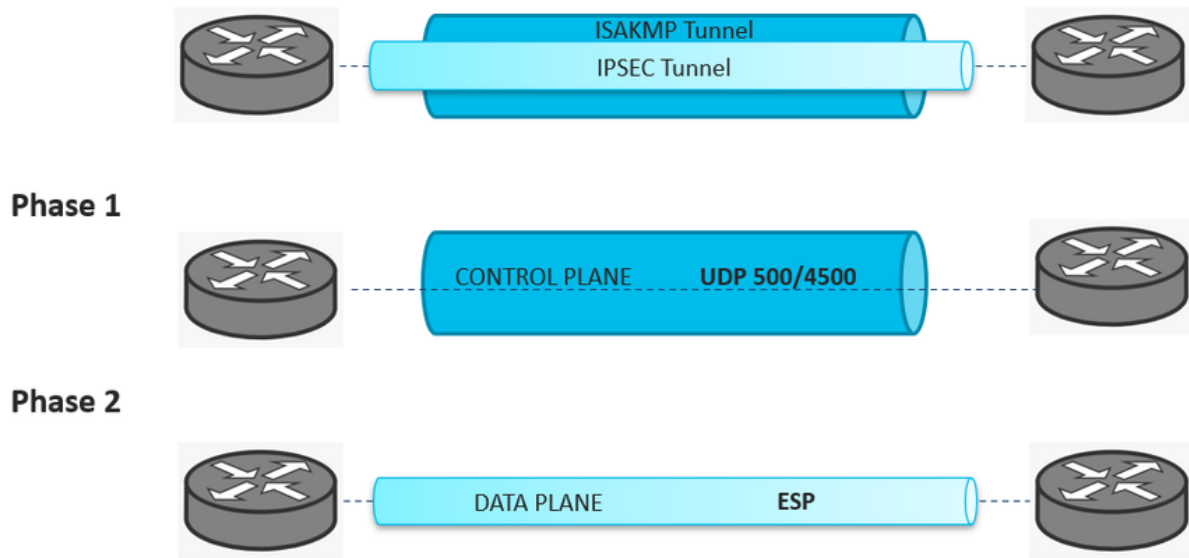 ISAKMP Tunnel
IPSEC Tunnel
Phase 1
CONTROL PLANE UDP 500/4500
Phase 2
DATA PLANE ESP